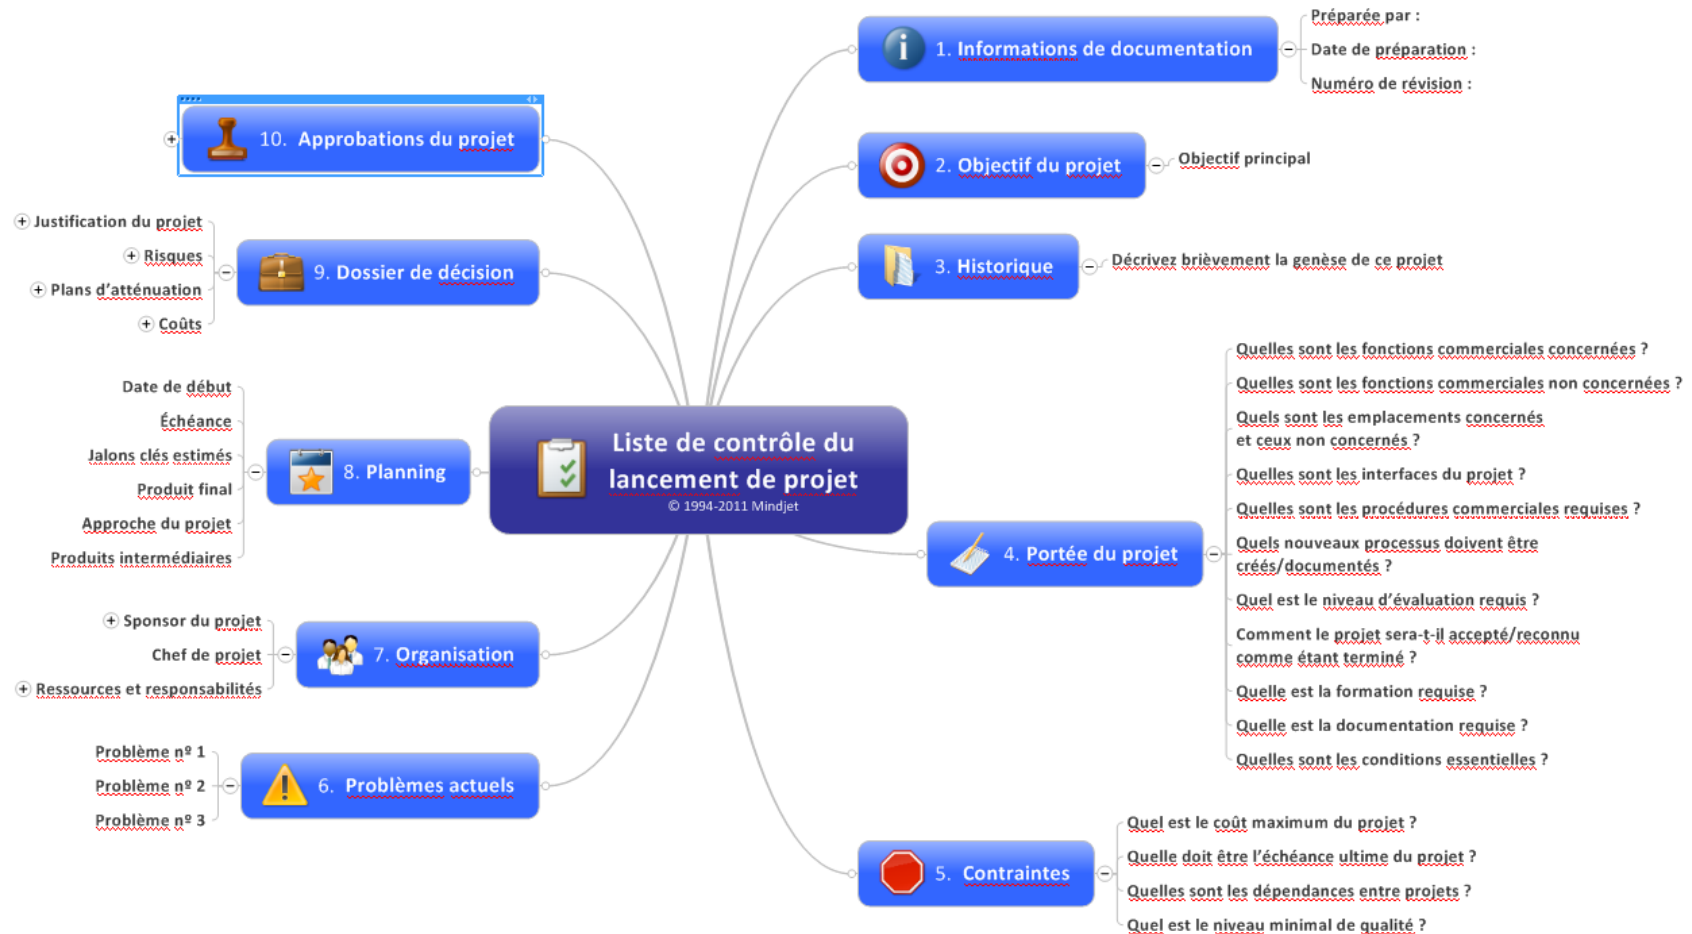 Liste de contrôle du
lancement de projet
© 1994-2011 Mindjet
1. Informations de documentation
Préparée par :
Date de préparation :
Numéro de révision :
2. Objectif du projet
Objectif principal
3. Historique
Décrivez brièvement la genèse de ce projet
4. Portée du projet
Quelles sont les fonctions commerciales concernées ?
Quelles sont les fonctions commerciales non concernées ?
Quels sont les emplacements concernés
et ceux non concernés ?
Quelles sont les interfaces du projet ?
Quelles sont les procédures commerciales requises ?
Quels nouveaux processus doivent être
créés/documentés ?
Quel est le niveau d’évaluation requis ?
Comment le projet sera-t-il accepté/reconnu
comme étant terminé ?
Quelle est la formation requise ?
Quelle est la documentation requise ?
Quelles sont les conditions essentielles ?
5. Contraintes
Quel est le coût maximum du projet ?
Quelle doit être l’échéance ultime du projet ?
Quelles sont les dépendances entre projets ?
Quel est le niveau minimal de qualité ?
6. Problèmes actuels
Problème nº 1
Problème nº 2
Problème nº 3
7. Organisation
Sponsor du projet
Chef de projet
Ressources et responsabilités
8. Planning
Date de début
Échéance
Jalons clés estimés
Produit final
Approche du projet
Produits intermédiaires
9. Dossier de décision
Justification du projet
Risques
Plans d’atténuation
Coûts
10. Approbations du projet